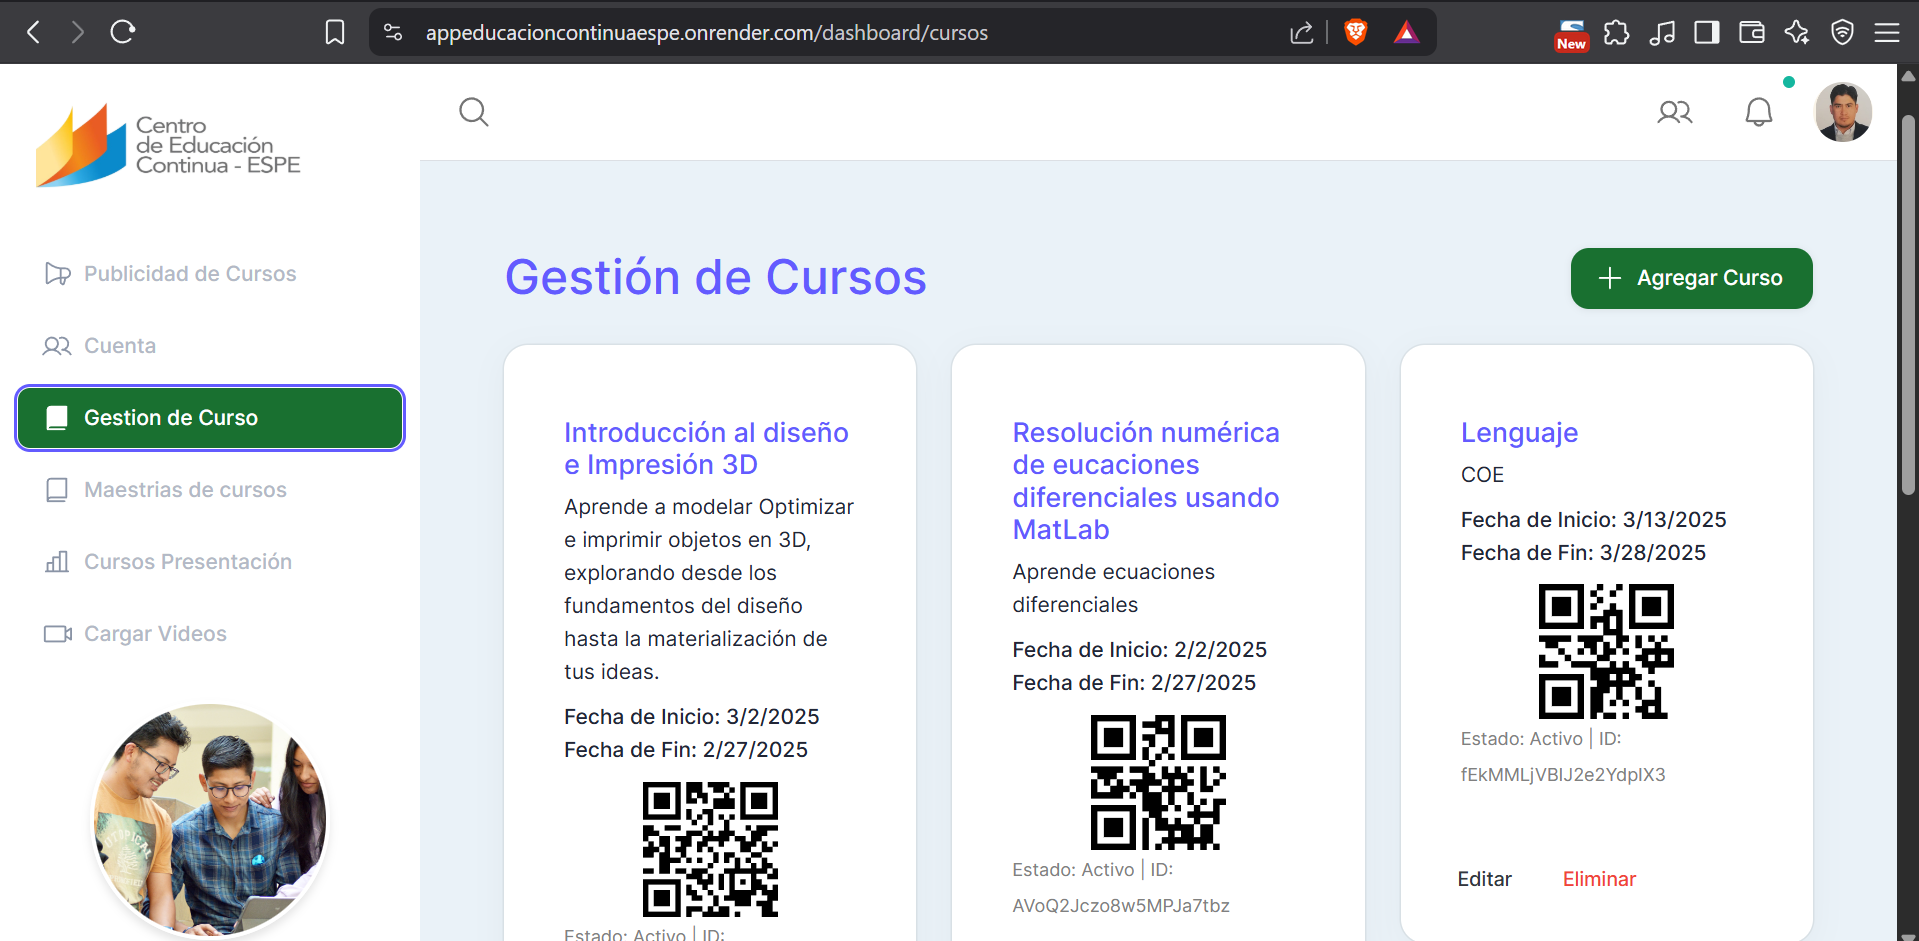 appeducacioncontinuaespe.onrender.com/dashboard/cursos
New
Centro
de Educación
Continua - ESPE
Publicidad de Cursos
Cuenta
Gestion de Curso
Maestrias de cursos
Cursos Presentación
Cargar Videos
Gestión de Cursos
Agregar Curso
Introducción al diseño
e Impresión 3D
Aprende a modelar Optimizar
e imprimir objetos en 3D,
explorando desde los
fundamentos del diseño
hasta la materialización de
tus ideas.
Fecha de Inicio: 3/2/2025
Fecha de Fin: 2/27/2025
Estado: Activo | ID:
Resolución numérica
de eucaciones
diferenciales usando
MatLab
Aprende ecuaciones
diferenciales
Fecha de Inicio: 2/2/2025
Fecha de Fin: 2/27/2025
Estado: Activo | ID:
AVoQ2Jczo8w5MPJa7tbz
Lenguaje
COE
Fecha de Inicio: 3/13/2025
Fecha de Fin: 3/28/2025
Estado: Activo | ID:
fEkMMLjVBIJ2e2YdpIX3
Editar
Eliminar